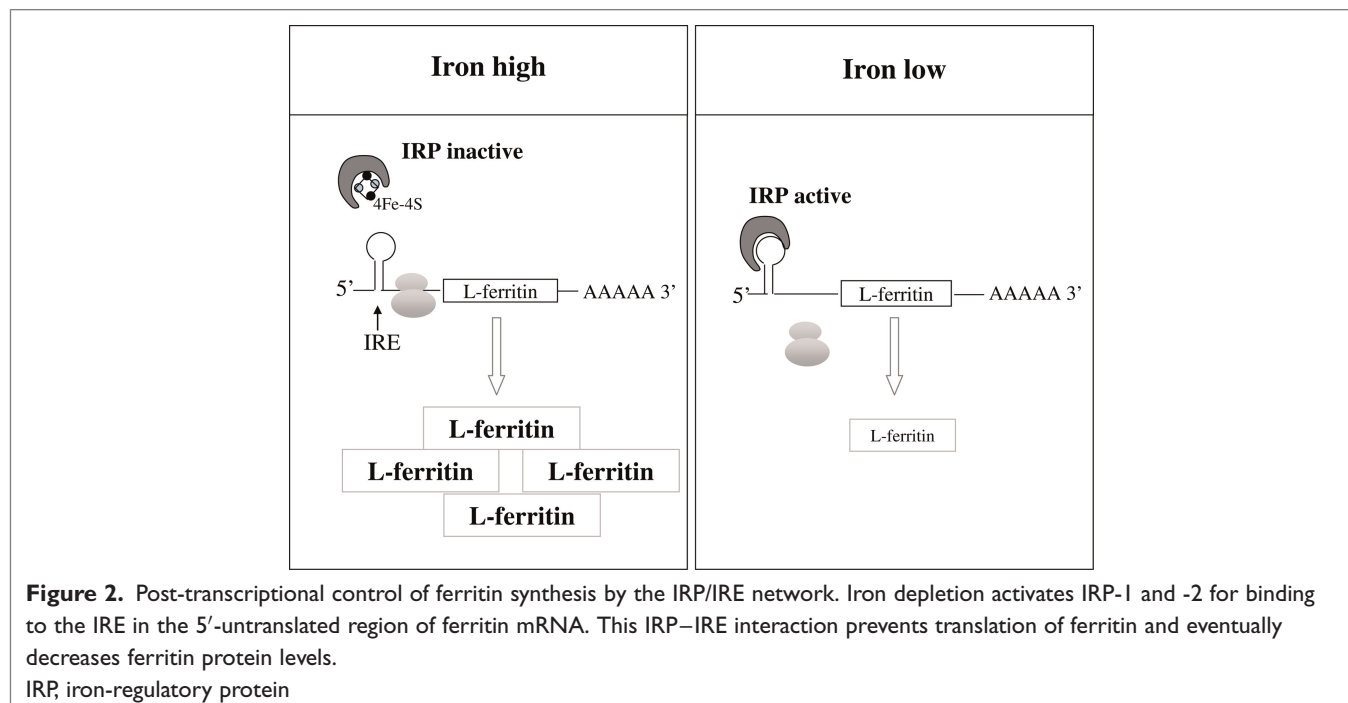 Iron high
IRP inactive
4Fe-4S
5’
L-ferritin
AAAAA 3’
IRE
L-ferritin
L-ferritin
L-ferritin
L-ferritin
Iron low
IRP active
5’
L-ferritin
AAAAA 3’
L-ferritin
Figure 2. Post-transcriptional control of ferritin synthesis by the IRP/IRE network. Iron depletion activates IRP-1 and -2 for binding
to the IRE in the 5′-untranslated region of ferritin mRNA. This IRP–IRE interaction prevents translation of ferritin and eventually
decreases ferritin protein levels.
IRP, iron-regulatory protein